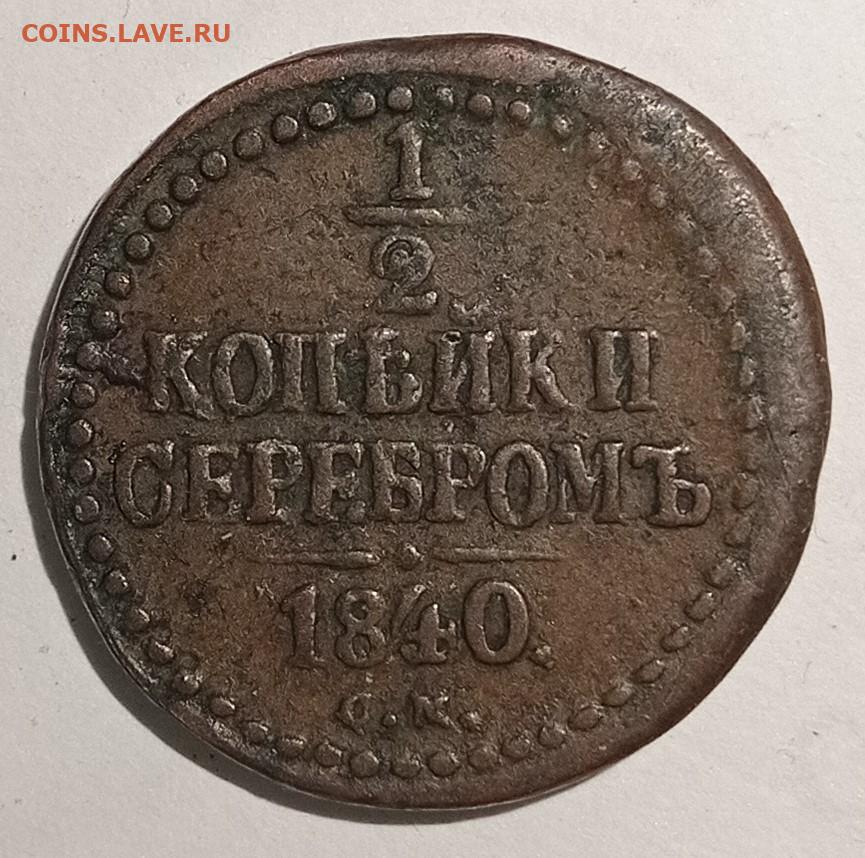 COINS.LAVE.RU
1
2
КОПѢЙКИ
СЕРЕБРОМЪ
1840.
С.М.